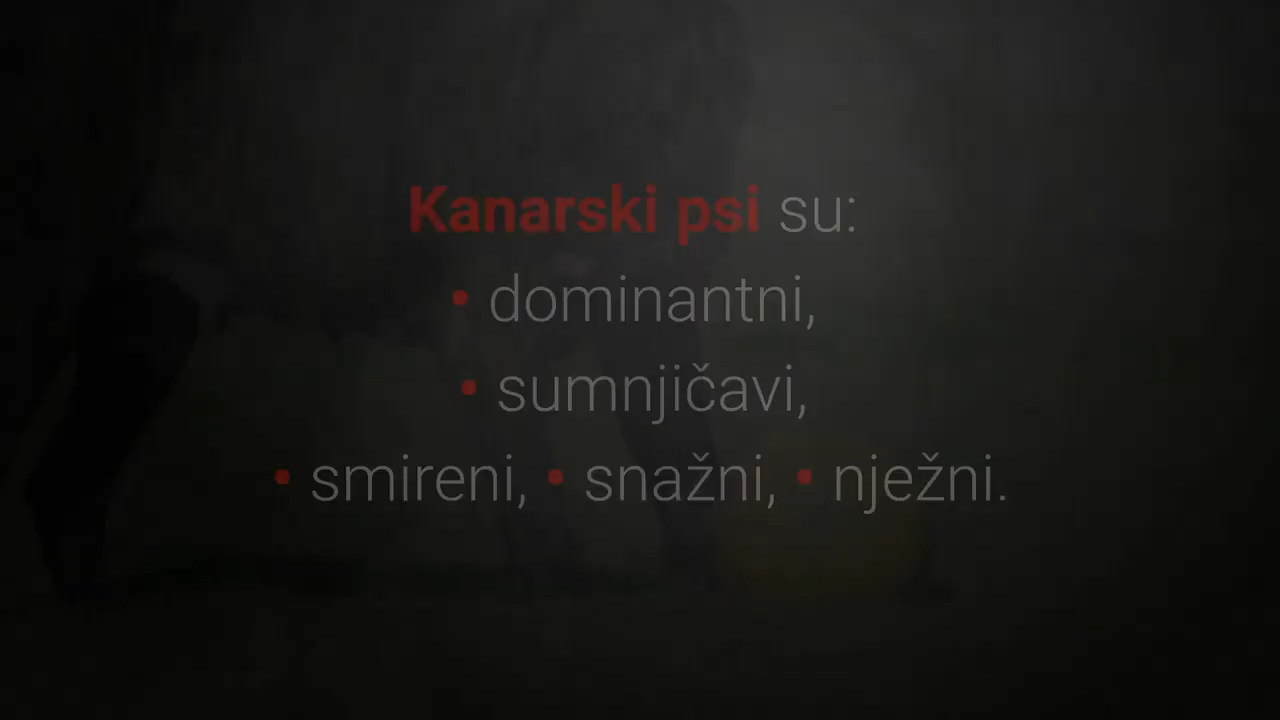 Kanarski psi su:
• dominantni,
• sumnjičavi,
• smireni, • snažni, • nježni.